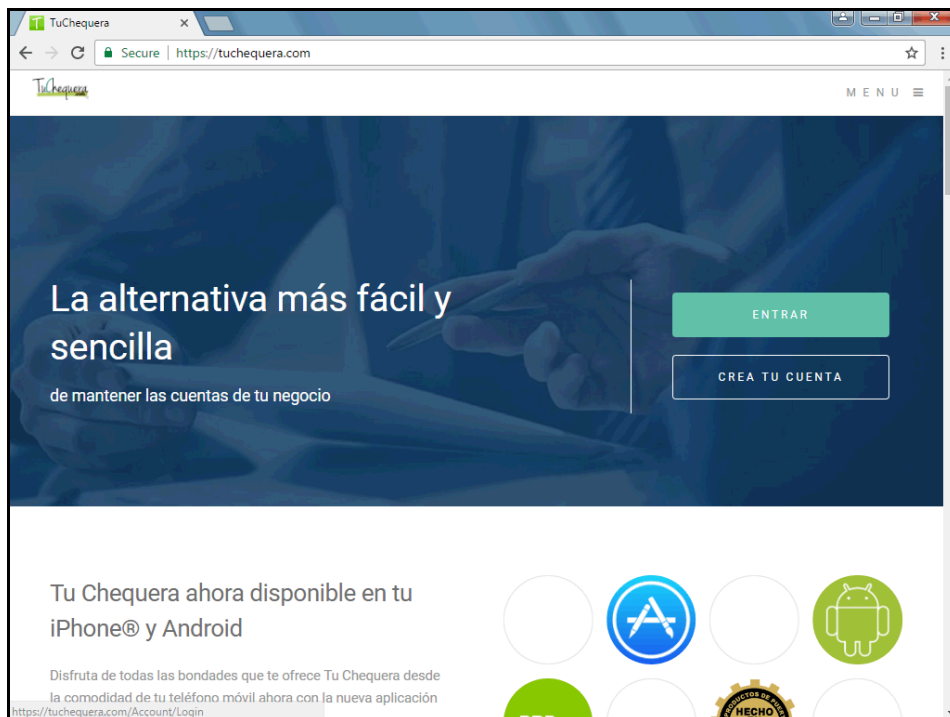 TuChequera
Secure | https://tuchequera.com
TuChequera
MENU
La alternativa más fácil y
sencilla
de mantener las cuentas de tu negocio
ENTRAR
CREA TU CUENTA
Tu Chequera ahora disponible en tu
iPhone® y Android
Disfruta de todas las bondades que te ofrece Tu Chequera desde
la comodidad de tu teléfono móvil ahora con la nueva aplicación
PRODUCTOS DE
HECHO
https://tuchequera.com/Account/Login